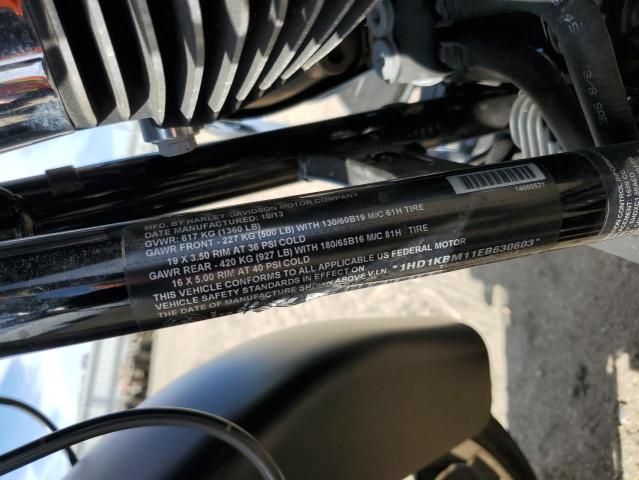 MFD. BY HARLEY-DAVIDSON MOTOR COMPANY
DATE MANUFACTURED: 10/13
GVWR: 617 KG (1360 LB)
GAWR FRONT - 227 KG (500 LB) WITH 130/60B19 M/C 61H TIRE
19 X 3.50 RIM AT 36 PSI COLD
GAWR REAR - 420 KG (927 LB) WITH 180/65B16 M/C 81H TIRE
16 X 5.00 RIM AT 40 PSI COLD
THIS VEHICLE CONFORMS TO ALL APPLICABLE US FEDERAL MOTOR
VEHICLE SAFETY STANDARDS IN EFFECT ON
THE DATE OF MANUFACTURE SHOWN ABOVE V.I.N
*1HD1KBM11EB630603*
14000531
3/8 SAE